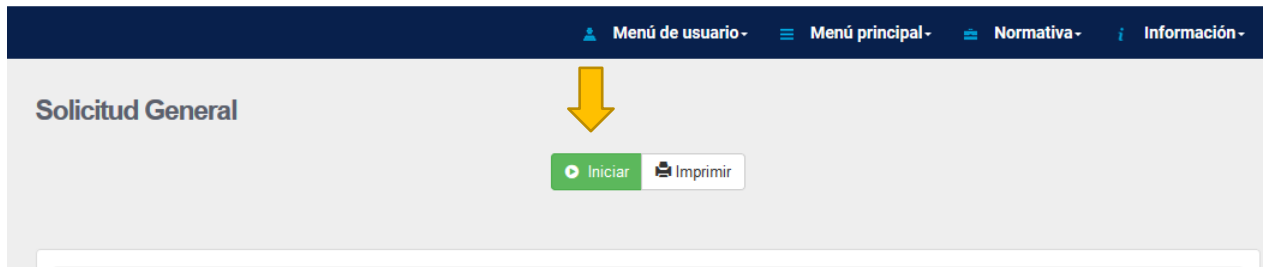 Menú de usuario Menú principal Normativa i Información
Solicitud General
Iniciar Imprimir